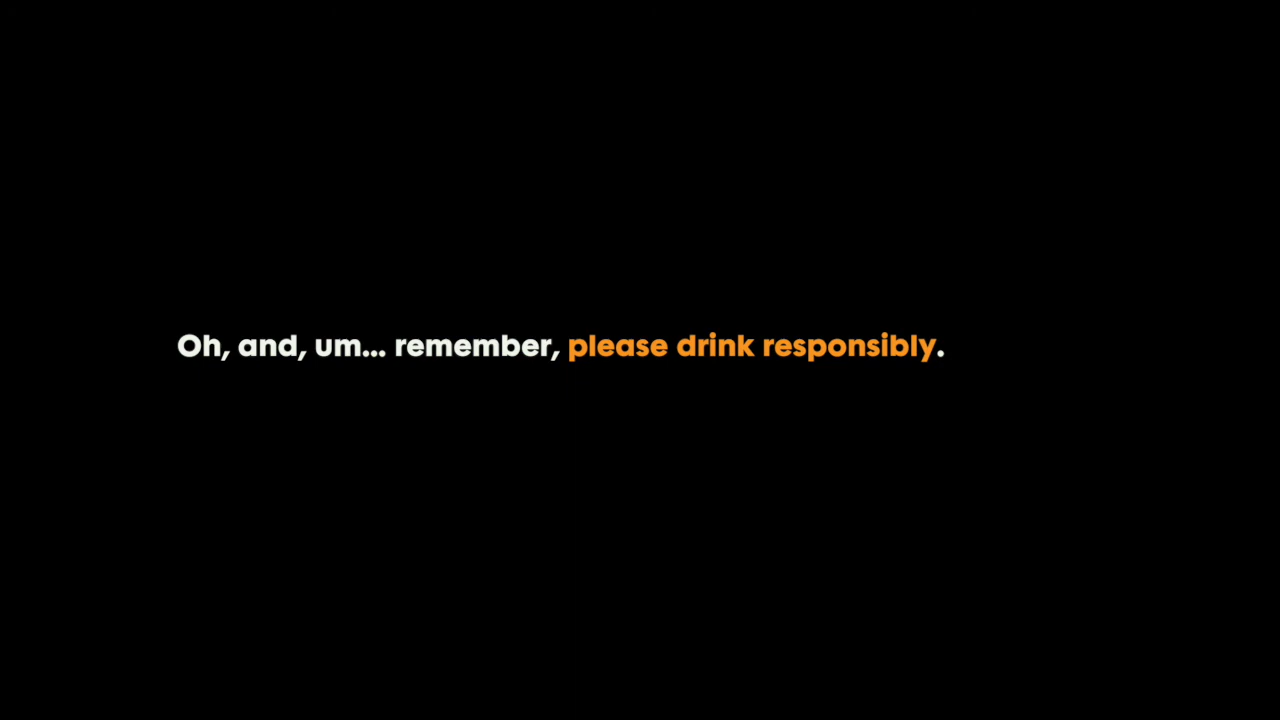 Oh, and, um... remember, please drink responsibly.